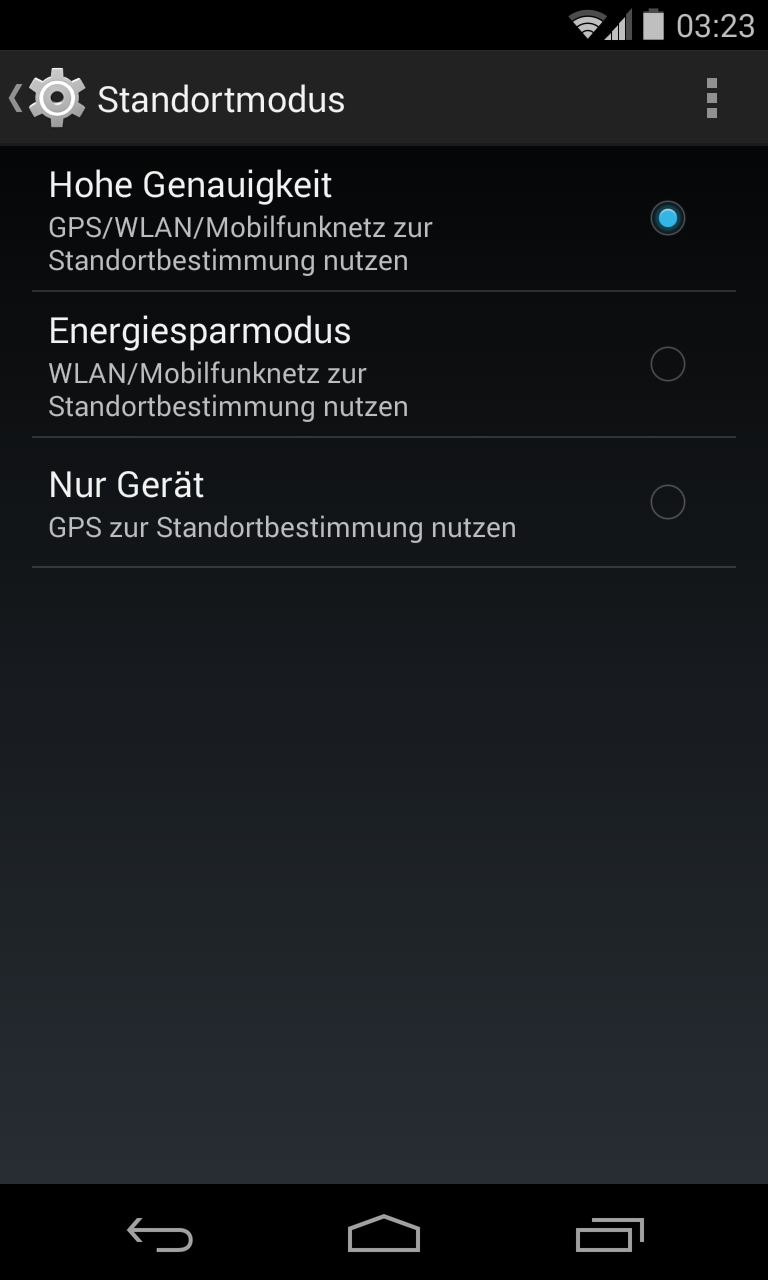 03:23
Standortmodus
Hohe Genauigkeit
GPS/WLAN/Mobilfunknetz zur
Standortbestimmung nutzen
Energiesparmodus
WLAN/Mobilfunknetz zur
Standortbestimmung nutzen
Nur Gerät
GPS zur Standortbestimmung nutzen